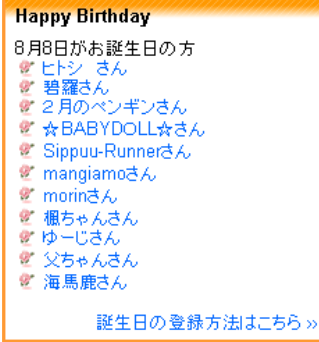 Happy Birthday
8月8日がお誕生日の方
ヒトシ　さん
碧羅さん
２月のペンギンさん
☆BABYDOLL☆さん
Sippuu-Runnerさん
mangiamoさん
morinさん
楓ちゃんさん
ゆーじさん
父ちゃんさん
海馬鹿さん
誕生日の登録方法はこちら »